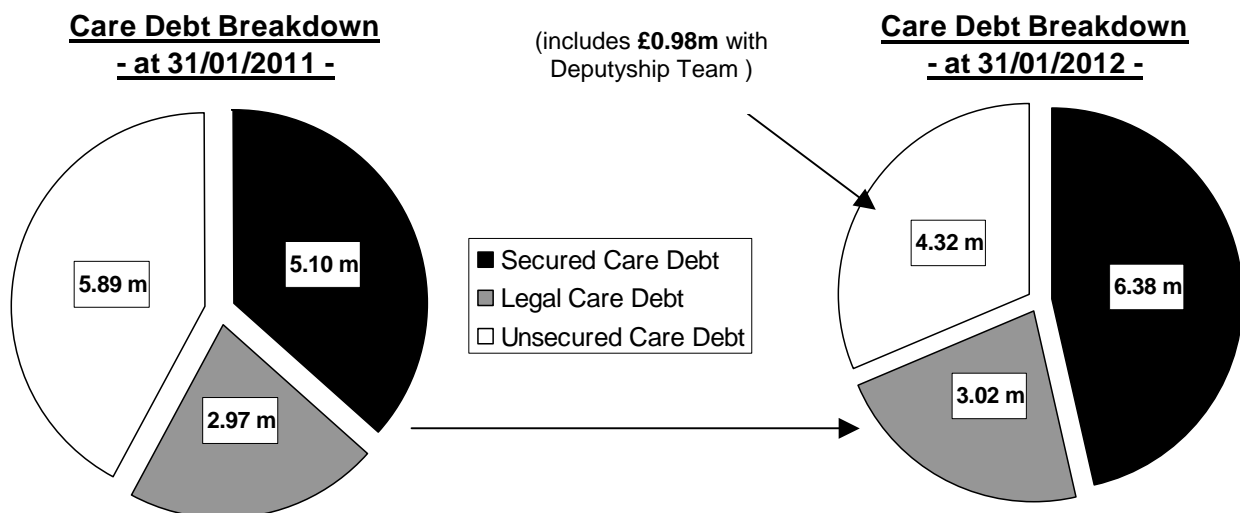 Care Debt Breakdown
- at 31/01/2011 -
(includes £0.98m with
Deputyship Team )
Care Debt Breakdown
- at 31/01/2012 -
5.89 m
5.10 m
2.97 m
Secured Care Debt
Legal Care Debt
Unsecured Care Debt
4.32 m
6.38 m
3.02 m